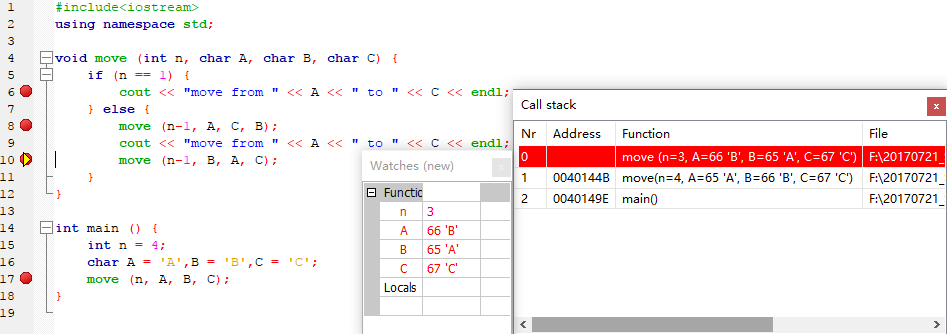 1 #include<iostream>
2 using namespace std;
3
4 void move (int n, char A, char B, char C) {
5 if (n == 1) {
6 cout << "move from " << A << " to " << C << endl;
7 } else {
8 move (n-1, A, C, B);
9 cout << "move from " << A << " to " << C << endl;
10 move (n-1, B, A, C);
11 }
12 }
13
14 int main () {
15 int n = 4;
16 char A = 'A',B = 'B',C = 'C';
17 move (n, A, B, C);
18 }
19
Watches (new)
x
Functic
n 3
A 66 'B'
B 65 'A'
C 67 'C'
Locals
Call stack
x
Nr Address Function File
0 move (n=3, A=66 'B', B=65 'A', C=67 'C') F:\20170721_
1 0040144B move(n=4, A=65 'A', B=66 'B', C=67 'C') F:\20170721_
2 0040149E main() F:\20170721_